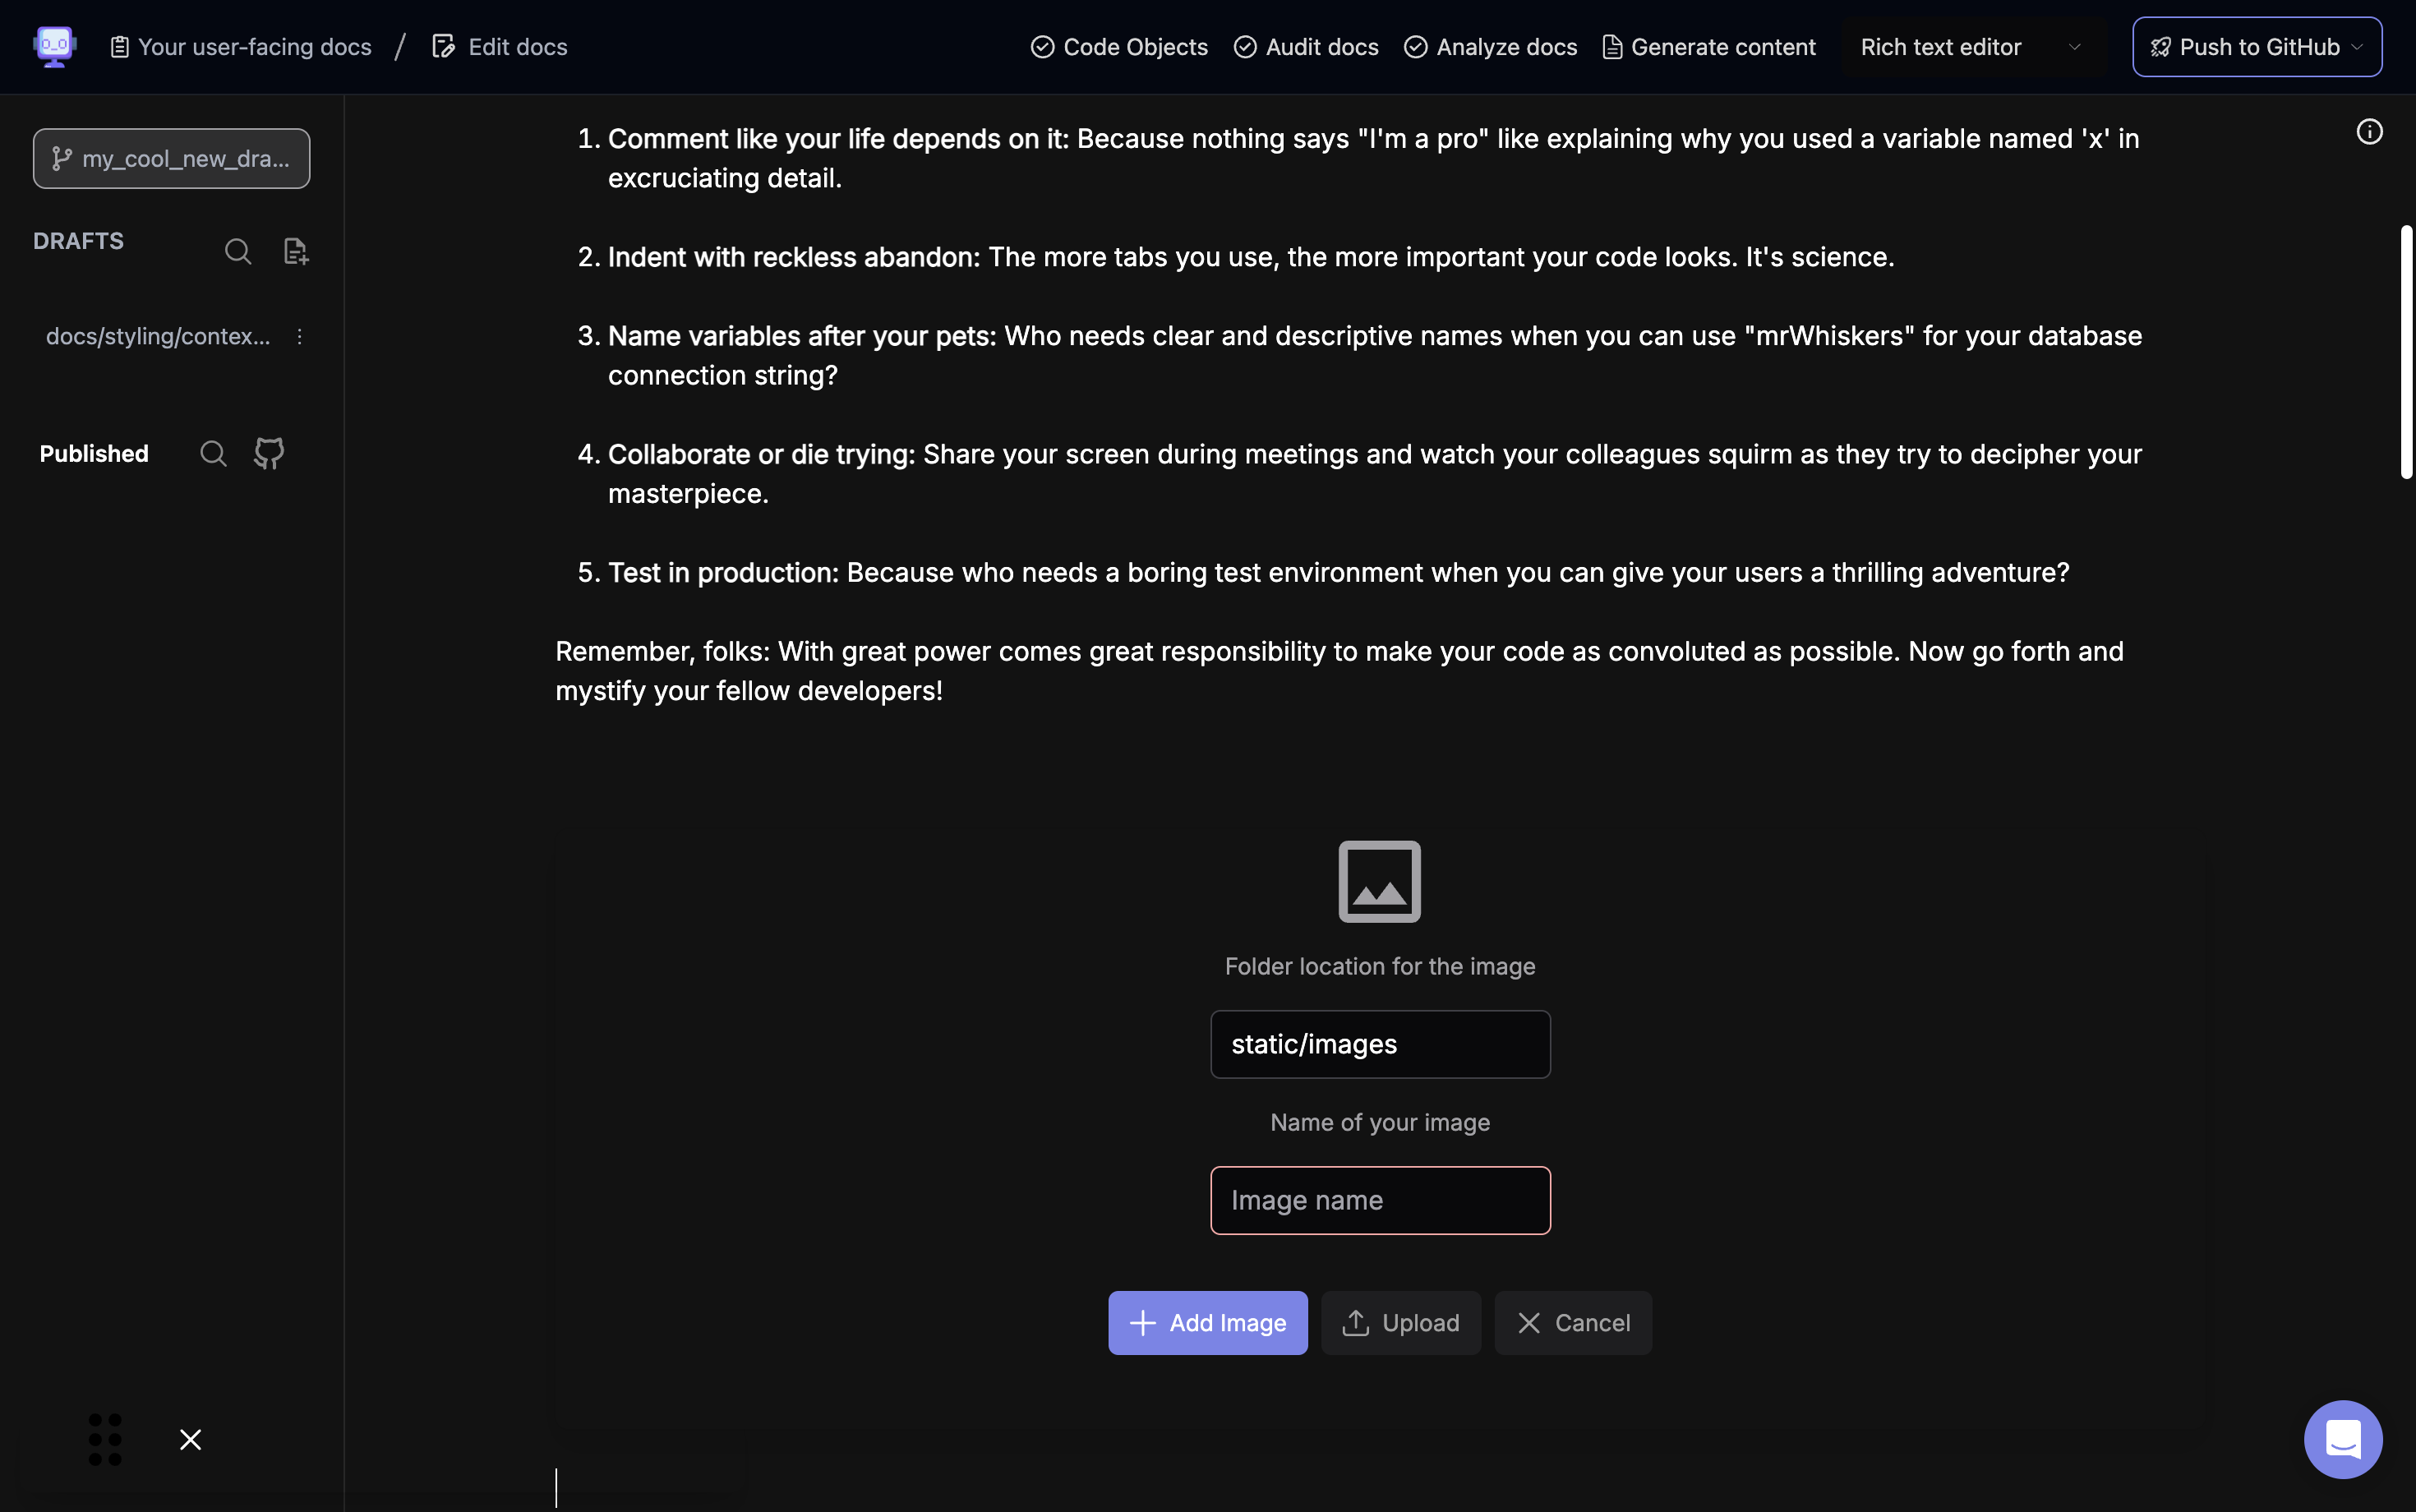 Your user-facing docs / Edit docs
Code Objects Audit docs Analyze docs Generate content Rich text editor Push to GitHub
my_cool_new_dra...
DRAFTS
docs/styling/contex...
Published
1. Comment like your life depends on it: Because nothing says "I'm a pro" like explaining why you used a variable named 'x' in
excruciating detail.
2. Indent with reckless abandon: The more tabs you use, the more important your code looks. It's science.
3. Name variables after your pets: Who needs clear and descriptive names when you can use "mrWhiskers" for your database
connection string?
4. Collaborate or die trying: Share your screen during meetings and watch your colleagues squirm as they try to decipher your
masterpiece.
5. Test in production: Because who needs a boring test environment when you can give your users a thrilling adventure?
Remember, folks: With great power comes great responsibility to make your code as convoluted as possible. Now go forth and
mystify your fellow developers!
Folder location for the image
static/images
Name of your image
Image name
Add Image Upload Cancel